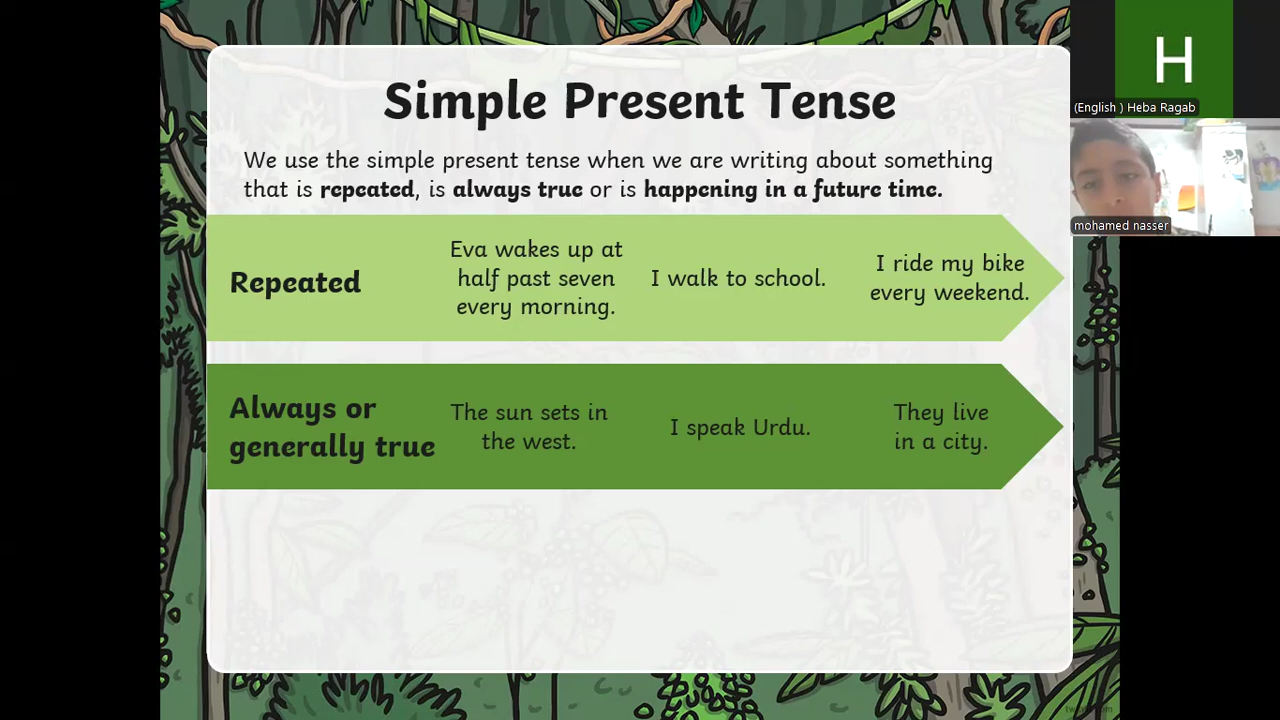 Simple Present Tense
We use the simple present tense when we are writing about something
that is repeated, is always true or is happening in a future time.
Repeated
Eva wakes up at
half past seven
every morning.
I walk to school.
I ride my bike
every weekend.
Always or
generally true
The sun sets in
the west.
I speak Urdu.
They live
in a city.
H
(English ) Heba Ragab
mohamed nasser